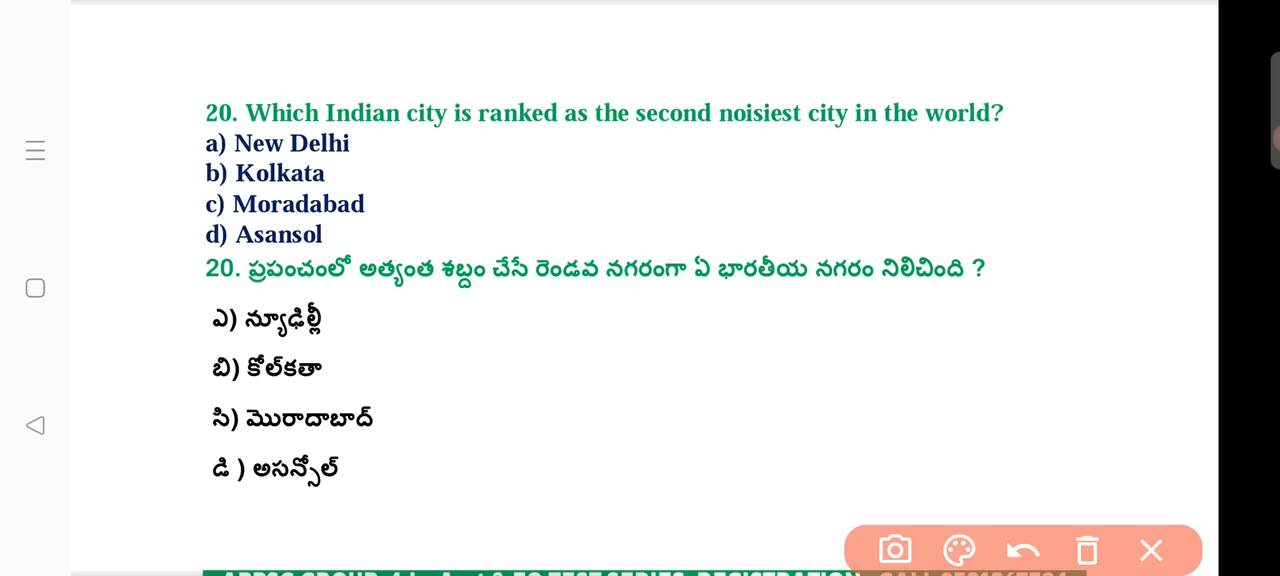 20. Which Indian city is ranked as the second noisiest city in the world?
a) New Delhi
b) Kolkata
c) Moradabad
d) Asansol
20. ప్రపంచంలో అత్యంత శబ్దం చేసే రెండవ నగరంగా ఏ భారతీయ నగరం నిలిచింది ?
ఎ) న్యూఢిల్లీ
బి) కోల్‌కతా
సి) మొరాదాబాద్
డి ) అసన్సోల్